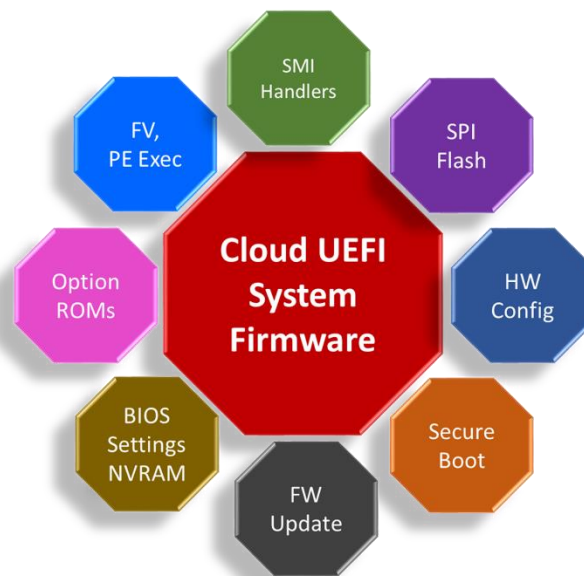 SMI
Handlers
FV,
PE Exec
SPI
Flash
Cloud UEFI
System
Firmware
Option
ROMs
HW
Config
BIOS
Settings
NVRAM
Secure
Boot
FW
Update